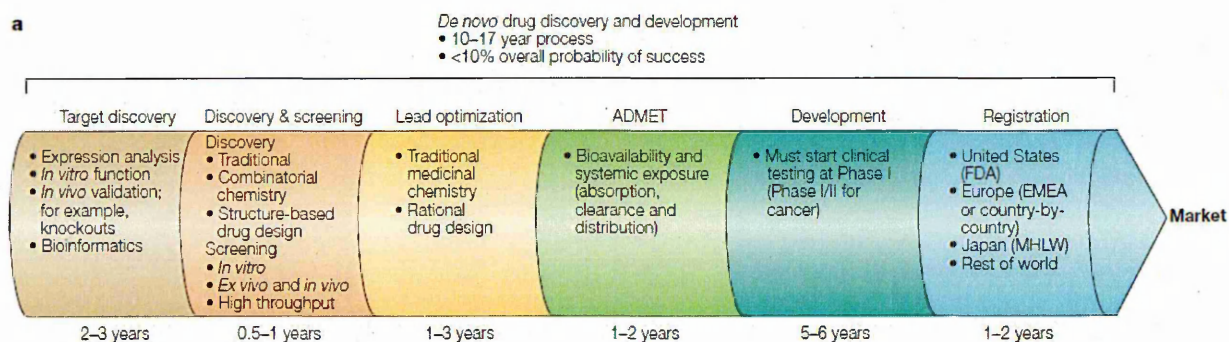 a
De novo drug discovery and development
• 10–17 year process
• <10% overall probability of success
Target discovery
Discovery & screening
Lead optimization
ADMET
Development
Registration
• Expression analysis
• In vitro function
• In vivo validation;
for example,
knockouts
• Bioinformatics
Discovery
• Traditional
• Combinatorial
chemistry
• Structure-based
drug design
Screening
• In vitro
• Ex vivo and in vivo
• High throughput
• Traditional
medicinal
chemistry
• Rational
drug design
• Bioavailability and
systemic exposure
(absorption,
clearance and
distribution)
• Must start clinical
testing at Phase I
(Phase I/II for
cancer)
• United States
(FDA)
• Europe (EMEA
or country-by-
country)
• Japan (MHLW)
• Rest of world
Market
2–3 years
0.5–1 years
1–3 years
1–2 years
5–6 years
1–2 years